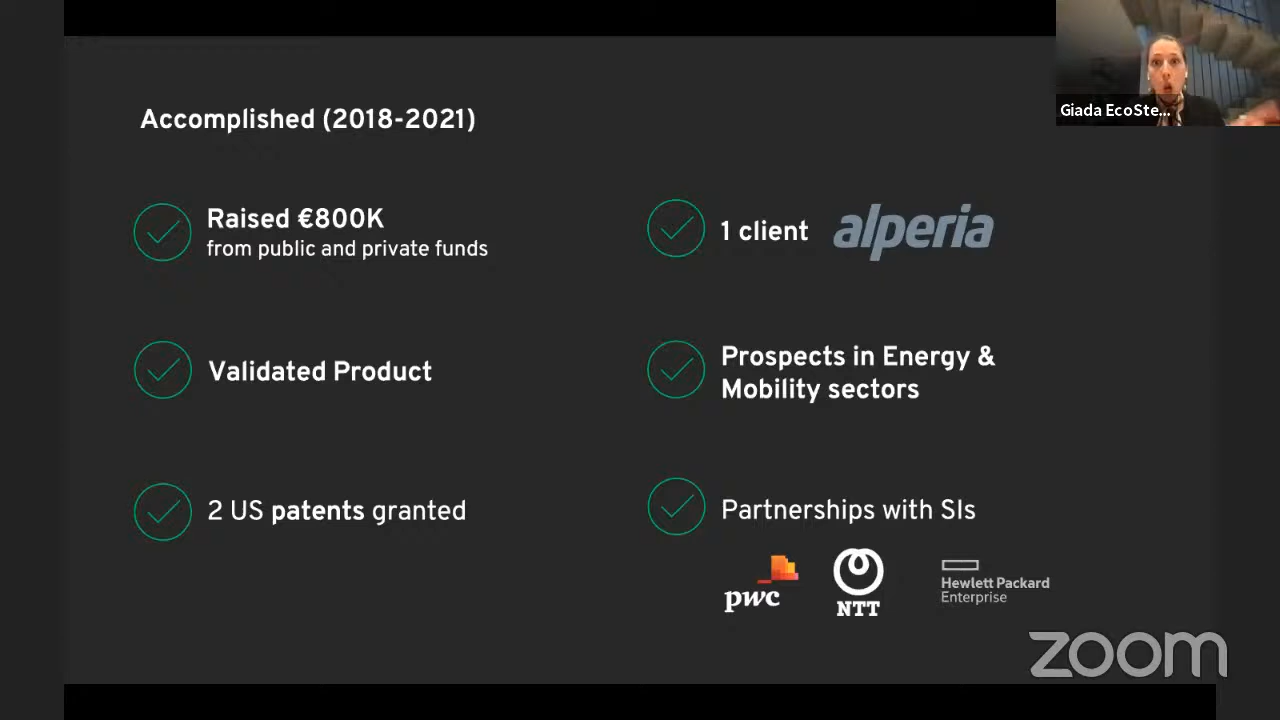 Accomplished (2018-2021)
Giada EcoSte...
Raised €800K
from public and private funds
1 client
alperia
Validated Product
Prospects in Energy &
Mobility sectors
2 US patents granted
Partnerships with SIs
pwc
NTT
Hewlett Packard
Enterprise
zoom